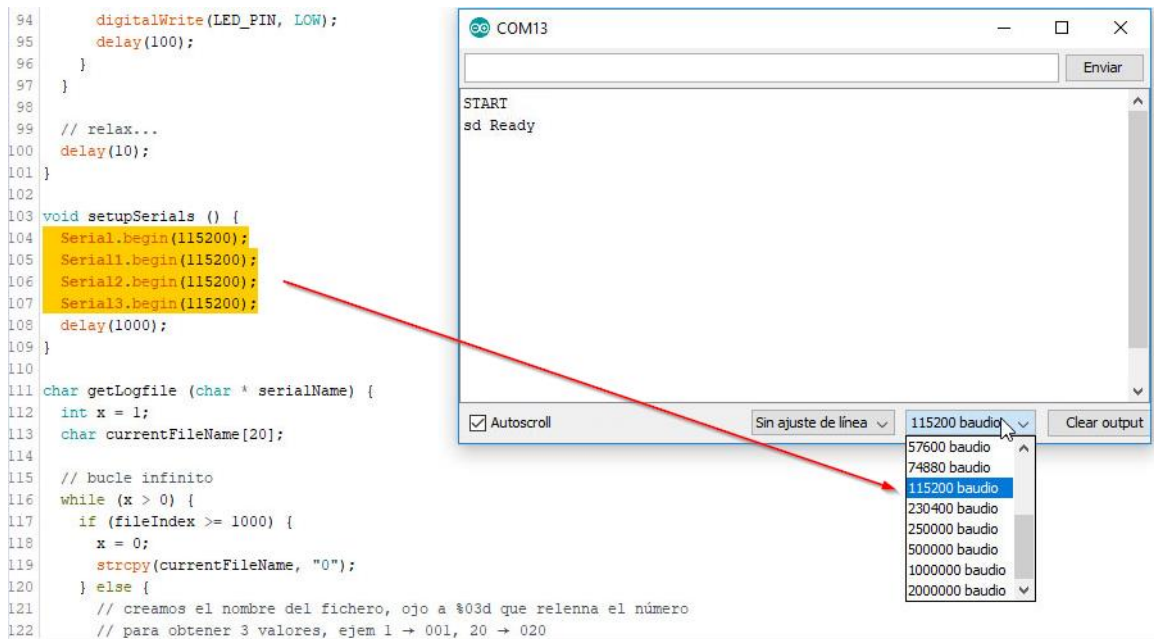 94 digitalWrite(LED_PIN, LOW);
95 delay(100);
96 }
97 }
98
99 // relax...
100 delay(10);
101 }
102
103 void setupSerials () {
104 Serial.begin(115200);
105 Serial1.begin(115200);
106 Serial2.begin(115200);
107 Serial3.begin(115200);
108 delay(1000);
109 }
110
111 char getLogfile (char * serialName) {
112 int x = 1;
113 char currentFileName[20];
114
115 // bucle infinito
116 while (x > 0) {
117 if (fileIndex >= 1000) {
118 x = 0;
119 strcpy(currentFileName, "0");
120 } else {
121 // creamos el nombre del fichero, ojo a %03d que relenna el número
122 // para obtener 3 valores, ejem 1 → 001, 20 → 020
COM13
Enviar
START
sd Ready
Autoscroll
Sin ajuste de línea
115200 baudio
Clear output
57600 baudio
74880 baudio
115200 baudio
230400 baudio
250000 baudio
500000 baudio
1000000 baudio
2000000 baudio